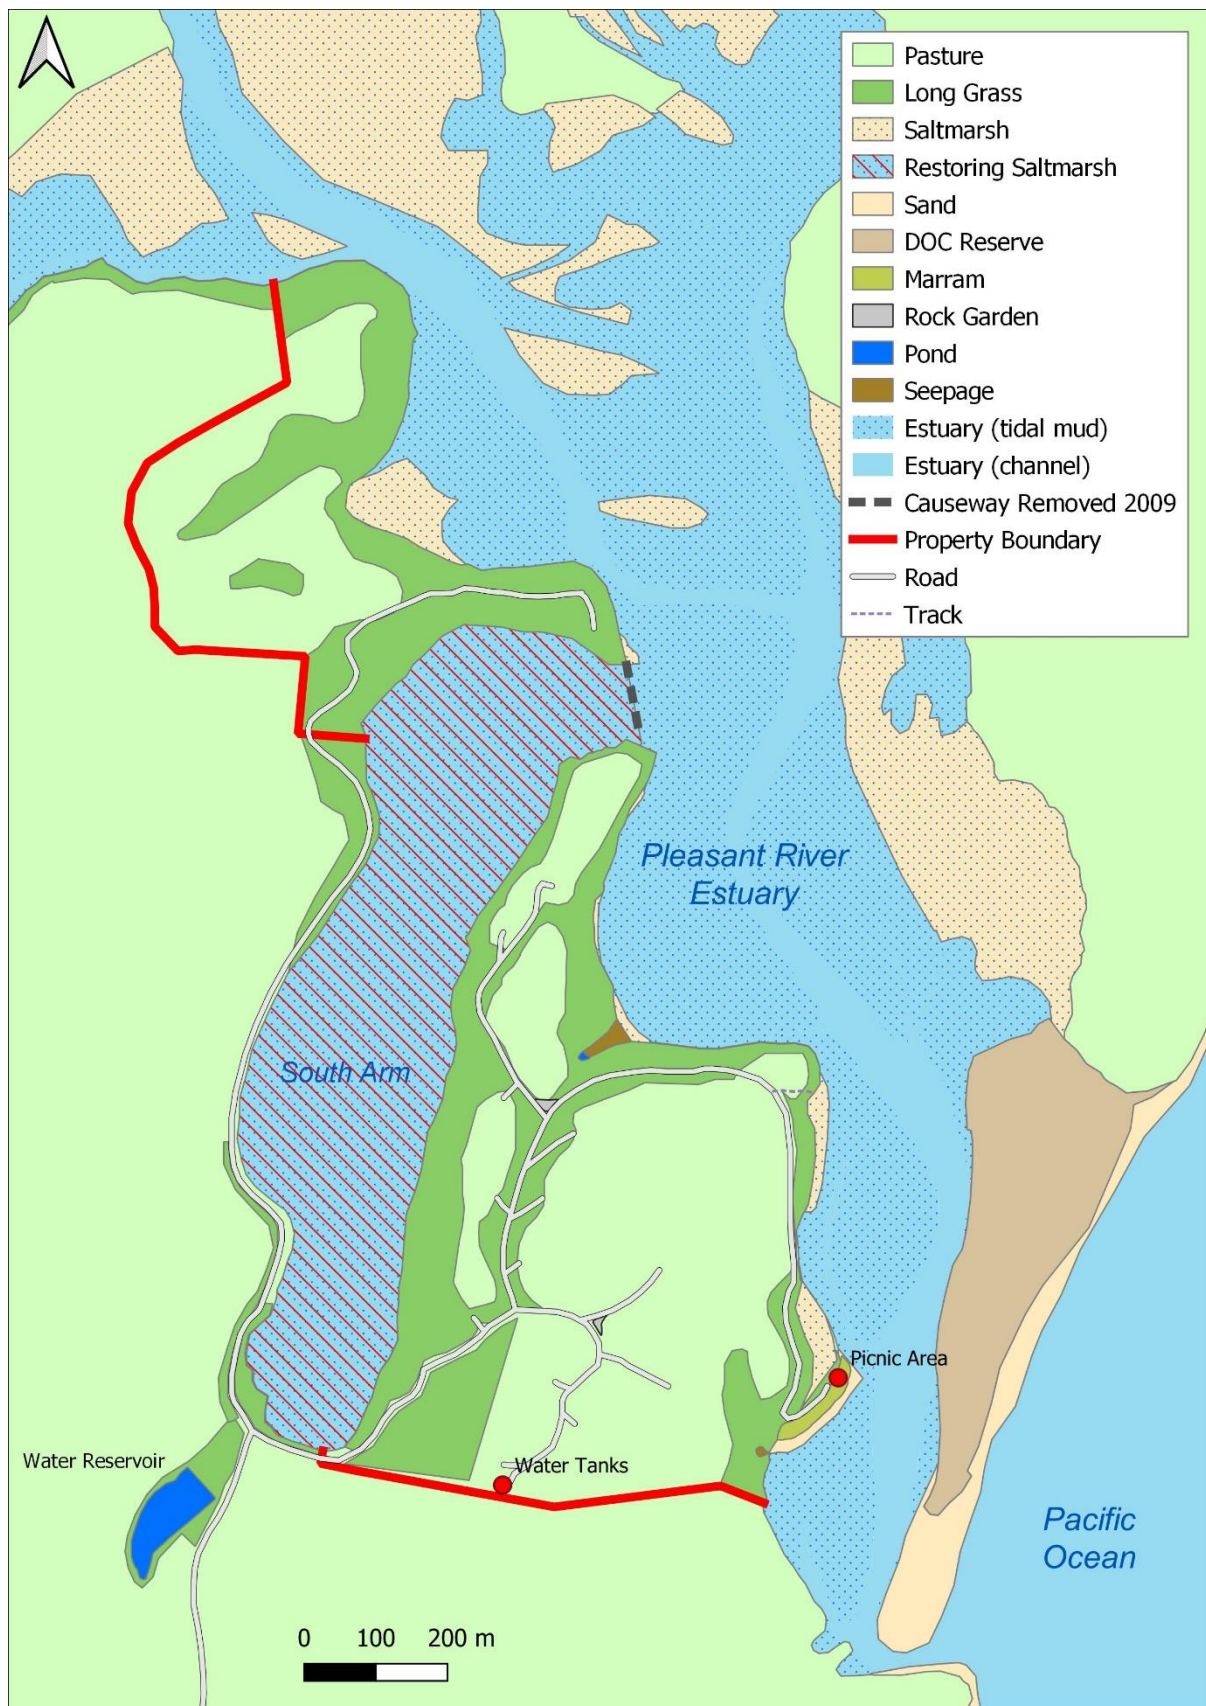 Pasture
Long Grass
Saltmarsh
Restoring Saltmarsh
Sand
DOC Reserve
Marram
Rock Garden
Pond
Seepage
Estuary (tidal mud)
Estuary (channel)
Causeway Removed 2009
Property Boundary
Road
Track
Pleasant River
Estuary
South Arm
Picnic Area
Water Reservoir
Water Tanks
Pacific
Ocean
0 100 200 m